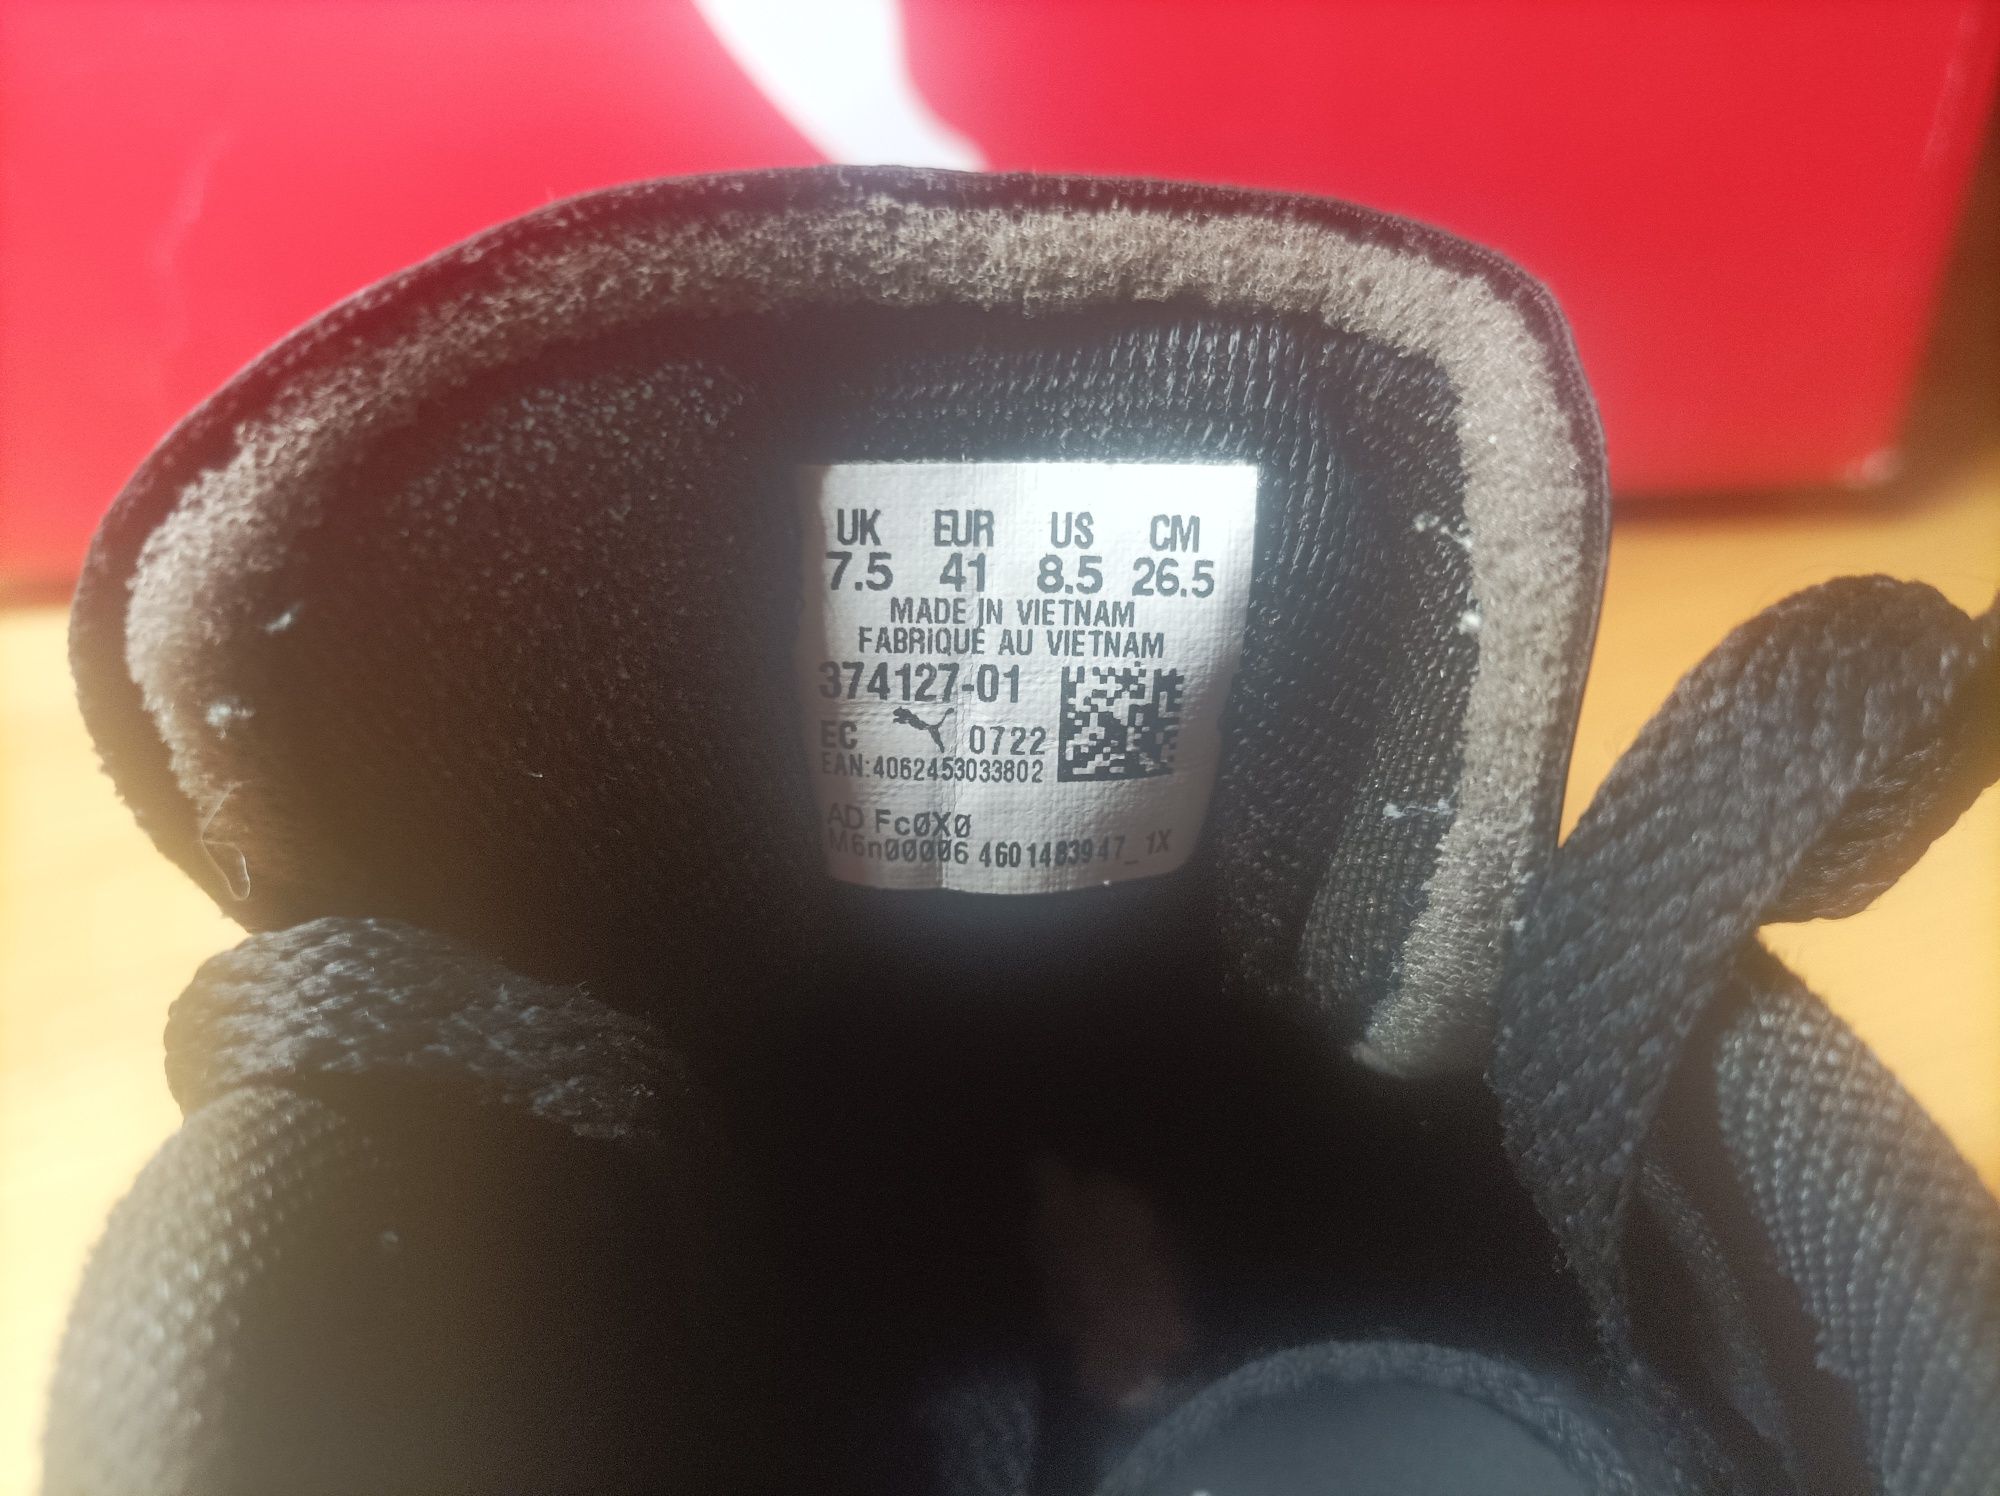 UK EUR US CM
7.5 41 8.5 26.5
MADE IN VIETNAM
FABRIQUÉ AU VIETNAM
374127-01
EC 0722
EAN:4062453033802
AD Fc0X0
M6n00006 4601483947_1X